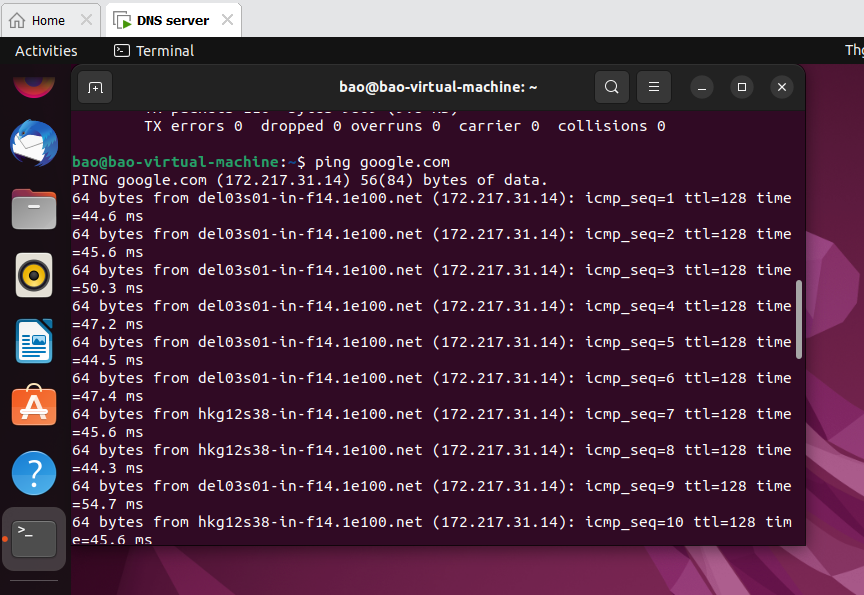 Home
DNS server
Activities
Terminal
Thg
bao@bao-virtual-machine: ~
TX errors 0  dropped 0 overruns 0  carrier 0  collisions 0
bao@bao-virtual-machine:~$ ping google.com
PING google.com (172.217.31.14) 56(84) bytes of data.
64 bytes from del03s01-in-f14.1e100.net (172.217.31.14): icmp_seq=1 ttl=128 time
=44.6 ms
64 bytes from del03s01-in-f14.1e100.net (172.217.31.14): icmp_seq=2 ttl=128 time
=45.6 ms
64 bytes from del03s01-in-f14.1e100.net (172.217.31.14): icmp_seq=3 ttl=128 time
=50.3 ms
64 bytes from del03s01-in-f14.1e100.net (172.217.31.14): icmp_seq=4 ttl=128 time
=47.2 ms
64 bytes from del03s01-in-f14.1e100.net (172.217.31.14): icmp_seq=5 ttl=128 time
=44.5 ms
64 bytes from del03s01-in-f14.1e100.net (172.217.31.14): icmp_seq=6 ttl=128 time
=47.4 ms
64 bytes from hkg12s38-in-f14.1e100.net (172.217.31.14): icmp_seq=7 ttl=128 time
=45.6 ms
64 bytes from hkg12s38-in-f14.1e100.net (172.217.31.14): icmp_seq=8 ttl=128 time
=44.3 ms
64 bytes from del03s01-in-f14.1e100.net (172.217.31.14): icmp_seq=9 ttl=128 time
=54.7 ms
64 bytes from hkg12s38-in-f14.1e100.net (172.217.31.14): icmp_seq=10 ttl=128 tim
e=45.6 ms